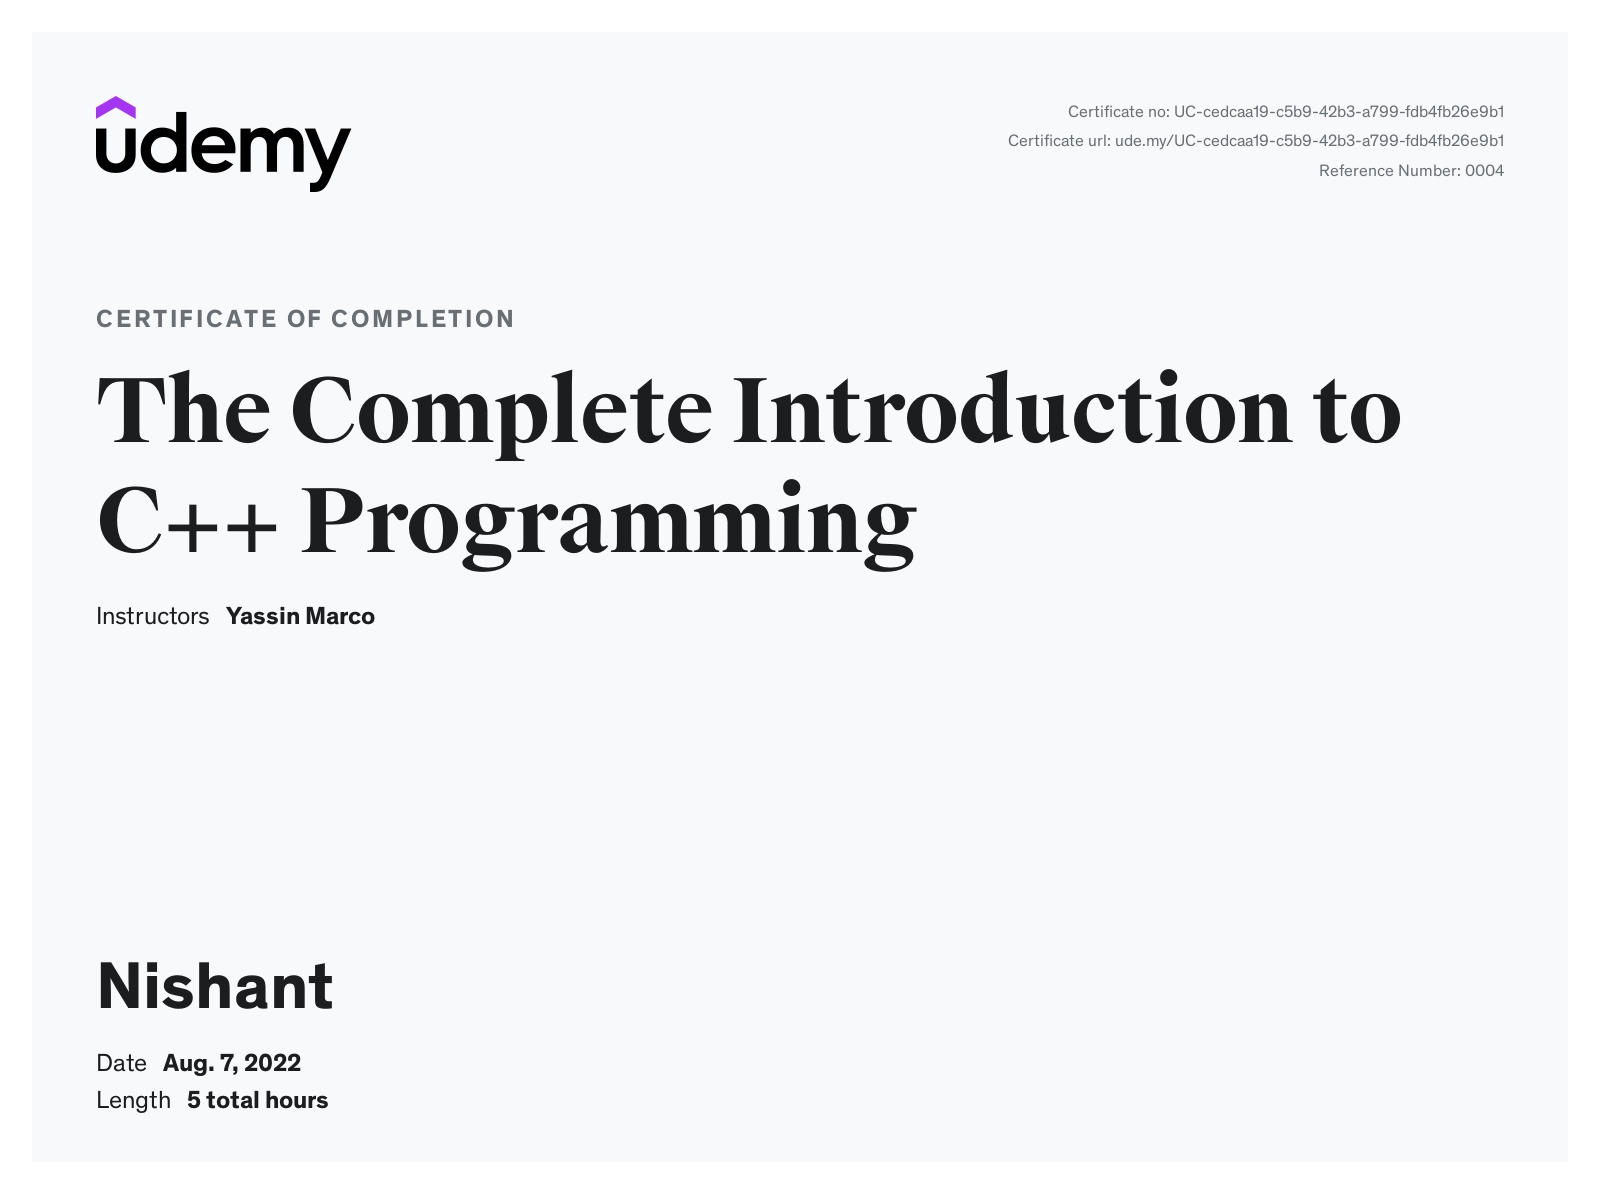 udemy
Certificate no: UC-cedcaa19-c5b9-42b3-a799-fdb4fb26e9b1
Certificate url: ude.my/UC-cedcaa19-c5b9-42b3-a799-fdb4fb26e9b1
Reference Number: 0004
CERTIFICATE OF COMPLETION
The Complete Introduction to
C++ Programming
Instructors Yassin Marco
Nishant
Date Aug. 7, 2022
Length 5 total hours